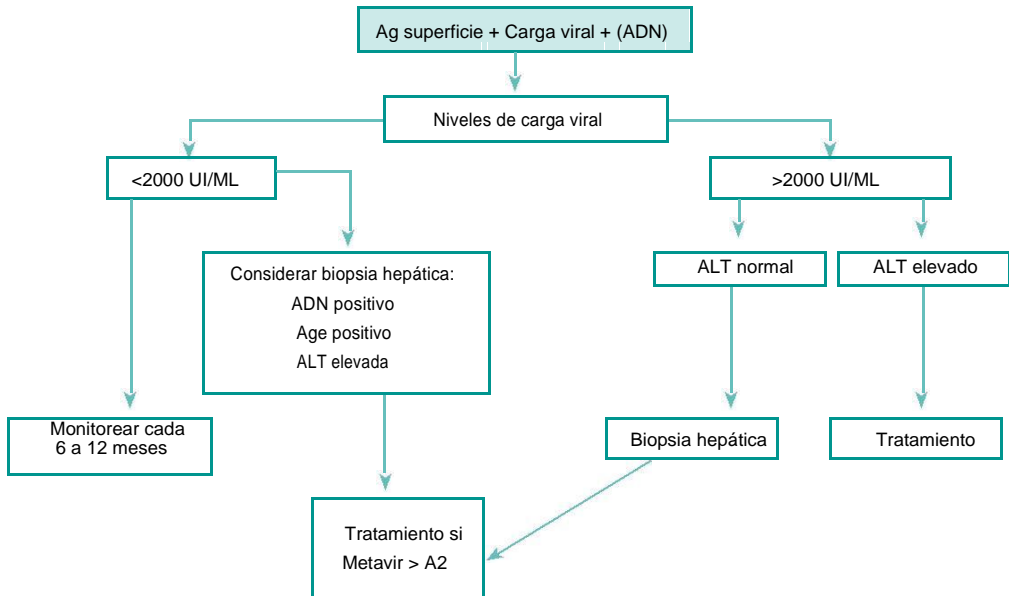 Ag superficie + Carga viral + (ADN)
Niveles de carga viral
<2000 UI/ML
>2000 UI/ML
Considerar biopsia hepática:
ADN positivo
Age positivo
ALT elevada
ALT normal
ALT elevado
Monitorear cada
6 a 12 meses
Biopsia hepática
Tratamiento
Tratamiento si
Metavir > A2